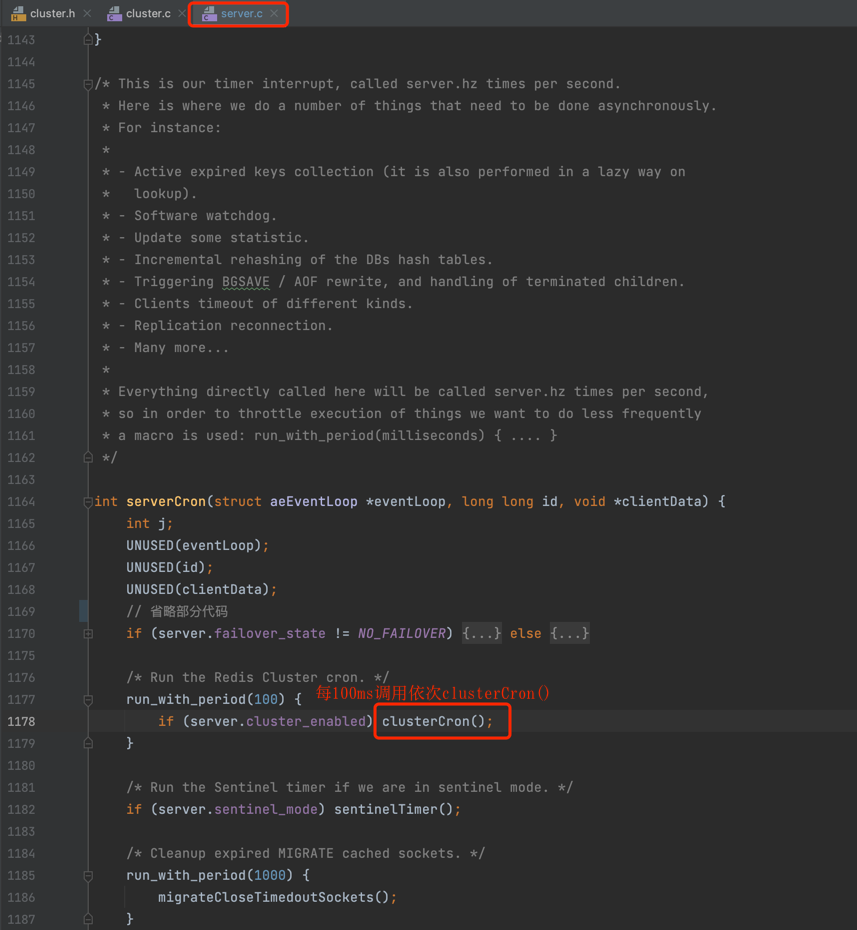 cluster.h cluster.c server.c
1143 }
1144
1145 /* This is our timer interrupt, called server.hz times per second.
1146 * Here is where we do a number of things that need to be done asynchronously.
1147 * For instance:
1148 *
1149 * - Active expired keys collection (it is also performed in a lazy way on
1150 * lookup).
1151 * - Software watchdog.
1152 * - Update some statistic.
1153 * - Incremental rehashing of the DBs hash tables.
1154 * - Triggering BGSAVE / AOF rewrite, and handling of terminated children.
1155 * - Clients timeout of different kinds.
1156 * - Replication reconnection.
1157 * - Many more...
1158 *
1159 * Everything directly called here will be called server.hz times per second,
1160 * so in order to throttle execution of things we want to do less frequently
1161 * a macro is used: run_with_period(milliseconds) { .... }
1162 */
1163
1164 int serverCron(struct aeEventLoop *eventLoop, long long id, void *clientData) {
1165 int j;
1166 UNUSED(eventLoop);
1167 UNUSED(id);
1168 UNUSED(clientData);
1169 // 省略部分代码
1170 if (server.failover_state != NO_FAILOVER) {...} else {...}
1175
1176 /* Run the Redis Cluster cron. */
1177 run_with_period(100) { 每100ms调用依次clusterCron()
1178 if (server.cluster_enabled) clusterCron();
1179 }
1180
1181 /* Run the Sentinel timer if we are in sentinel mode. */
1182 if (server.sentinel_mode) sentinelTimer();
1183
1184 /* Cleanup expired MIGRATE cached sockets. */
1185 run_with_period(1000) {
1186 migrateCloseTimedoutSockets();
1187 }